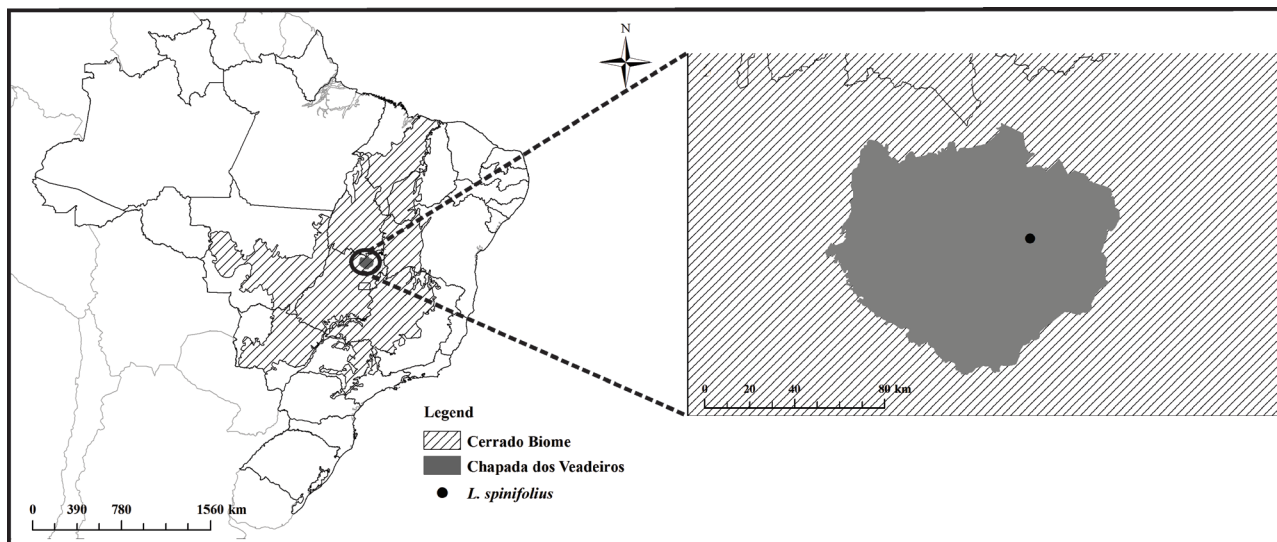 N
0 20 40 80 km
Legend
Cerrado Biome
Chapada dos Veadeiros
L. spinifolius
0 390 780 1560 km